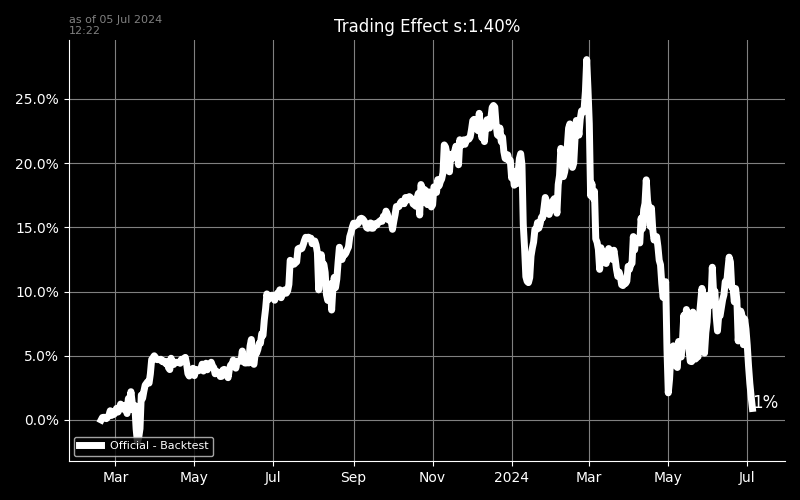 as of 05 Jul 2024
12:22
Trading Effect s:1.40%
25.0%
20.0%
15.0%
10.0%
5.0%
0.0%
1%
Official - Backtest
Mar May Jul Sep Nov 2024 Mar May Jul